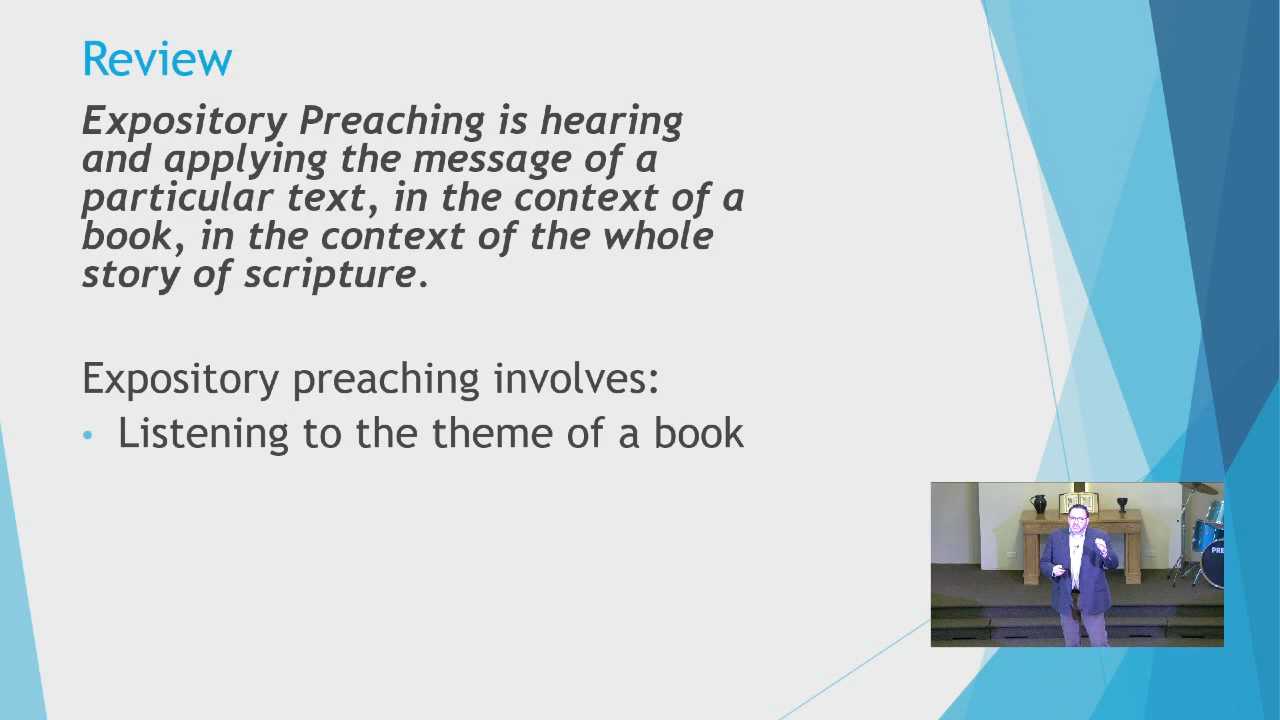 Review
Expository Preaching is hearing
and applying the message of a
particular text, in the context of a
book, in the context of the whole
story of scripture.
Expository preaching involves:
• Listening to the theme of a book
PRE